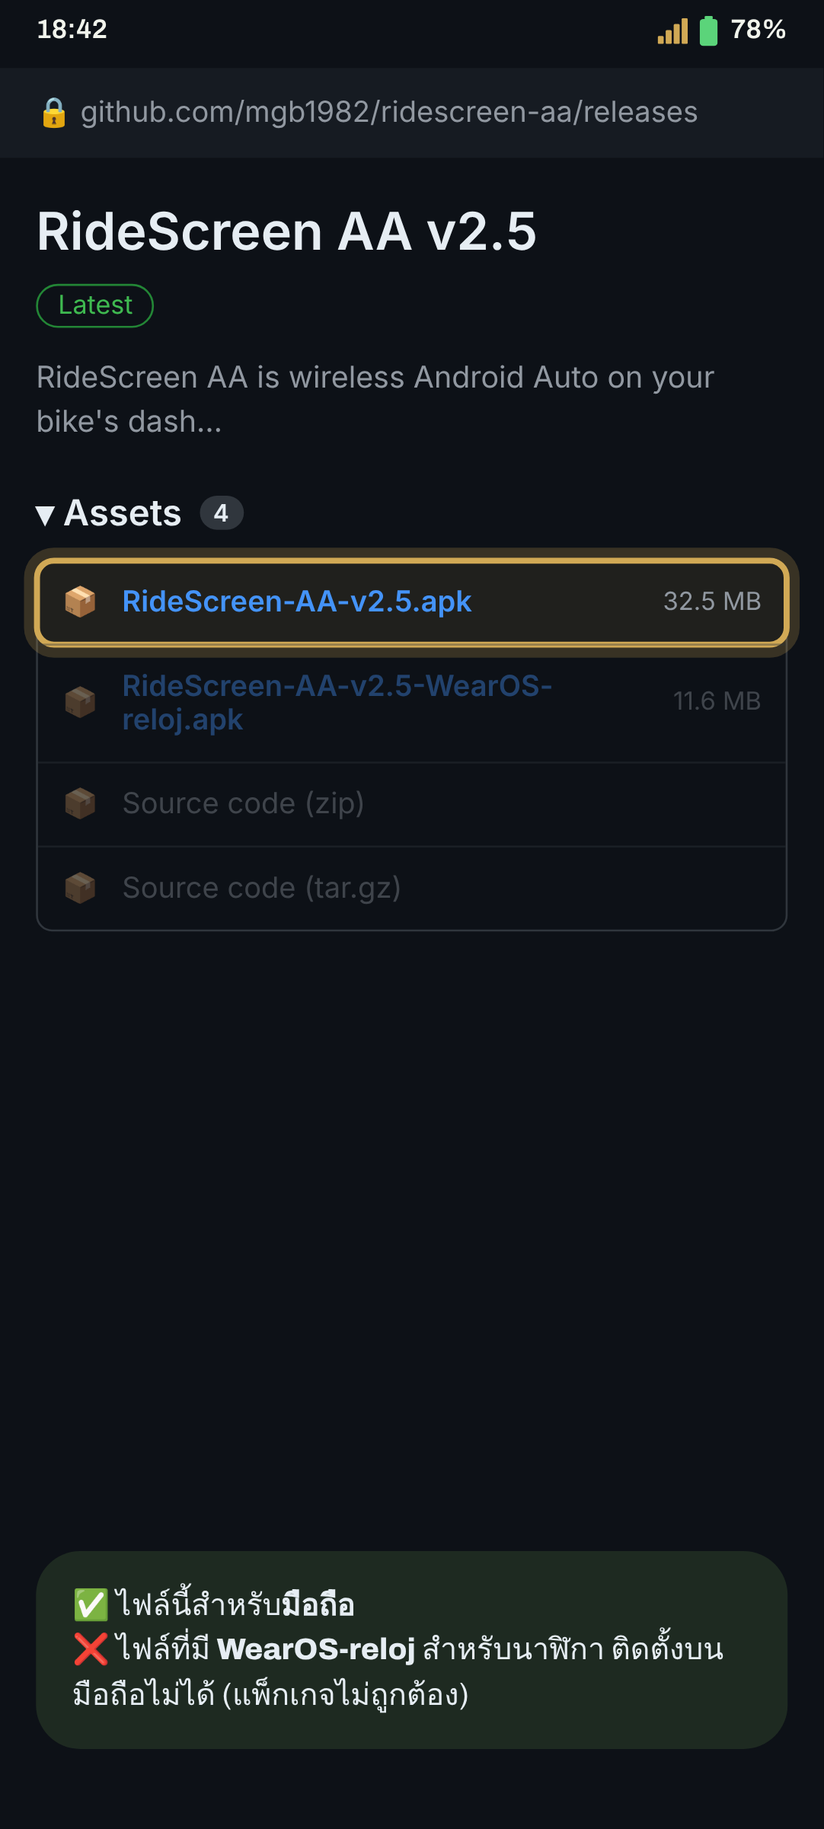 18:42
78%
github.com/mgb1982/ridescreen-aa/releases
RideScreen AA v2.5
Latest
RideScreen AA is wireless Android Auto on your
bike's dash...
▼ Assets 4
RideScreen-AA-v2.5.apk 32.5 MB
RideScreen-AA-v2.5-WearOS-
reloj.apk 11.6 MB
Source code (zip)
Source code (tar.gz)
✅ ไฟล์นี้สำหรับมือถือ
❌ ไฟล์ที่มี WearOS-reloj สำหรับนาฬิกา ติดตั้งบน
มือถือไม่ได้ (แพ็กเกจไม่ถูกต้อง)